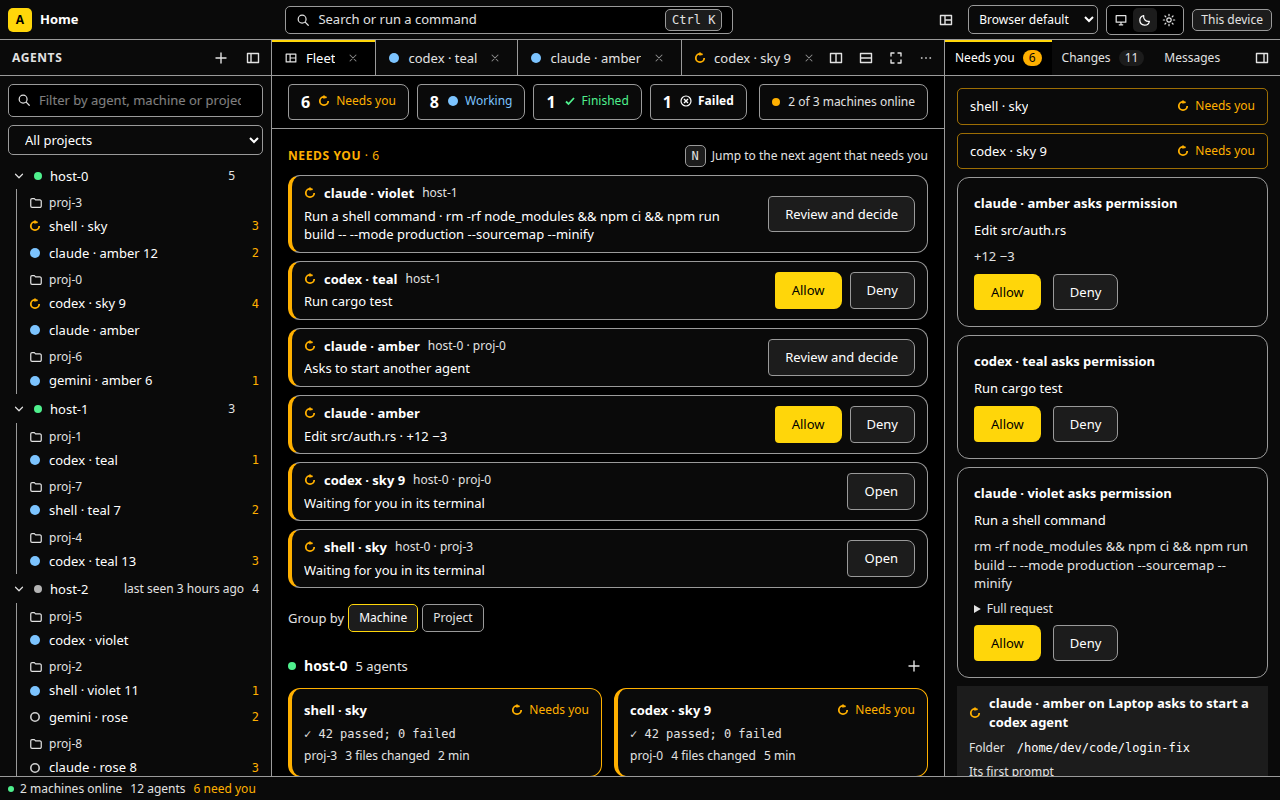 A Home
Search or run a command Ctrl K
Browser default
This device
AGENTS
Filter by agent, machine or projec
All projects
host-0 5
proj-3
shell · sky 3
claude · amber 12 2
proj-0
codex · sky 9 4
claude · amber
proj-6
gemini · amber 6 1
host-1 3
proj-1
codex · teal 1
proj-7
shell · teal 7 2
proj-4
codex · teal 13 3
host-2 last seen 3 hours ago 4
proj-5
codex · violet
proj-2
shell · violet 11 1
gemini · rose 2
proj-8
claude · rose 8 3
Fleet
codex · teal
claude · amber
codex · sky 9
6 Needs you
8 Working
1 Finished
1 Failed
2 of 3 machines online
NEEDS YOU · 6
N Jump to the next agent that needs you
claude · violet host-1
Run a shell command · rm -rf node_modules && npm ci && npm run
build -- --mode production --sourcemap --minify
Review and decide
codex · teal host-1
Run cargo test
Allow Deny
claude · amber host-0 · proj-0
Asks to start another agent
Review and decide
claude · amber
Edit src/auth.rs · +12 −3
Allow Deny
codex · sky 9 host-0 · proj-0
Waiting for you in its terminal
Open
shell · sky host-0 · proj-3
Waiting for you in its terminal
Open
Group by Machine Project
host-0 5 agents
shell · sky Needs you
✓ 42 passed; 0 failed
proj-3 3 files changed 2 min
codex · sky 9 Needs you
✓ 42 passed; 0 failed
proj-0 4 files changed 5 min
Needs you 6
Changes 11
Messages
shell · sky Needs you
codex · sky 9 Needs you
claude · amber asks permission
Edit src/auth.rs
+12 −3
Allow Deny
codex · teal asks permission
Run cargo test
Allow Deny
claude · violet asks permission
Run a shell command
rm -rf node_modules && npm ci && npm run
build -- --mode production --sourcemap --
minify
Full request
Allow Deny
claude · amber on Laptop asks to start a
codex agent
Folder /home/dev/code/login-fix
Its first prompt
2 machines online 12 agents 6 need you